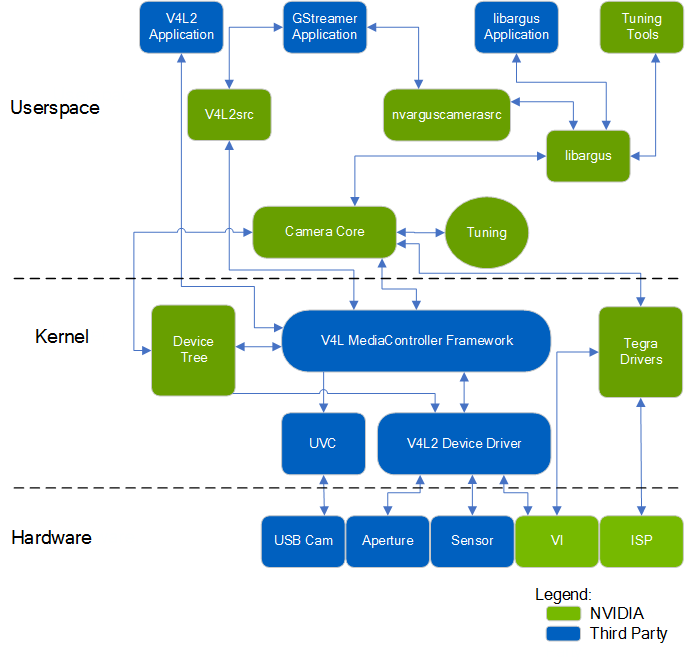 V4L2
Application
GStreamer
Application
libargus
Application
Tuning
Tools
Userspace
V4L2src
nvarguscamerasrc
libargus
Camera Core
Tuning
Kernel
Device
Tree
V4L MediaController Framework
Tegra
Drivers
UVC
V4L2 Device Driver
Hardware
USB Cam
Aperture
Sensor
VI
ISP
Legend:
NVIDIA
Third Party